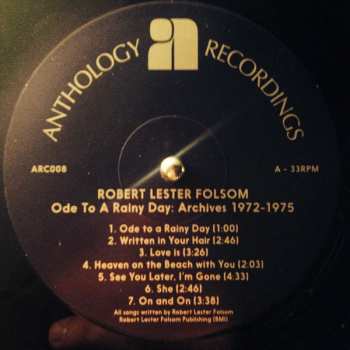 ANTHOLOGY RECORDINGS
ARC008
A - 33RPM
ROBERT LESTER FOLSOM
Ode To A Rainy Day: Archives 1972-1975
1. Ode to a Rainy Day (1:00)
2. Written in Your Hair (2:46)
3. Love is (3:26)
4. Heaven on the Beach with You (2:03)
5. See You Later, I'm Gone (4:33)
6. She (2:46)
7. On and On (3:38)
All songs written by Robert Lester Folsom
Robert Lester Folsom Publishing (BMI)